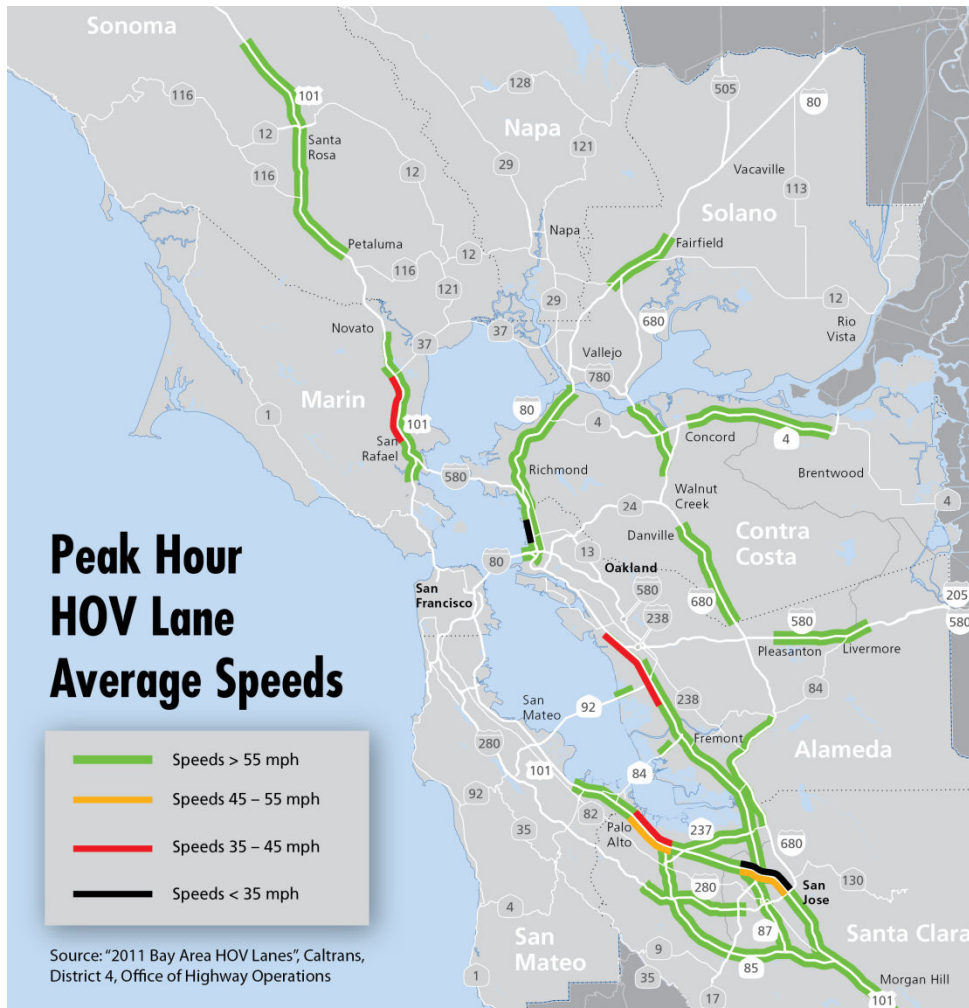 Sonoma
116
101
128
505
80
12
Santa
Rosa
Napa
121
116
12
29
Vacaville
113
Solano
Petaluma
Napa
Fairfield
12
116
121
29
12
Rio
Vista
Novato
37
37
680
Vallejo
780
Marin
1
80
101
4
Concord
4
San
Rafael
580
Richmond
Brentwood
Walnut
Creek
4
24
Danville
Contra
Costa
Peak Hour
HOV Lane
Average Speeds
13
80
Oakland
San
Francisco
580
680
205
238
580
580
Pleasanton
Livermore
84
San
Mateo
92
238
Fremont
280
101
84
Alameda
Speeds > 55 mph
Speeds 45 – 55 mph
Speeds 35 – 45 mph
Speeds < 35 mph
92
82
35
Palo
Alto
237
680
280
San
Jose
130
4
87
Santa Clara
San
Mateo
9
85
35
17
1
Morgan Hill
101
Source: "2011 Bay Area HOV Lanes", Caltrans,
District 4, Office of Highway Operations